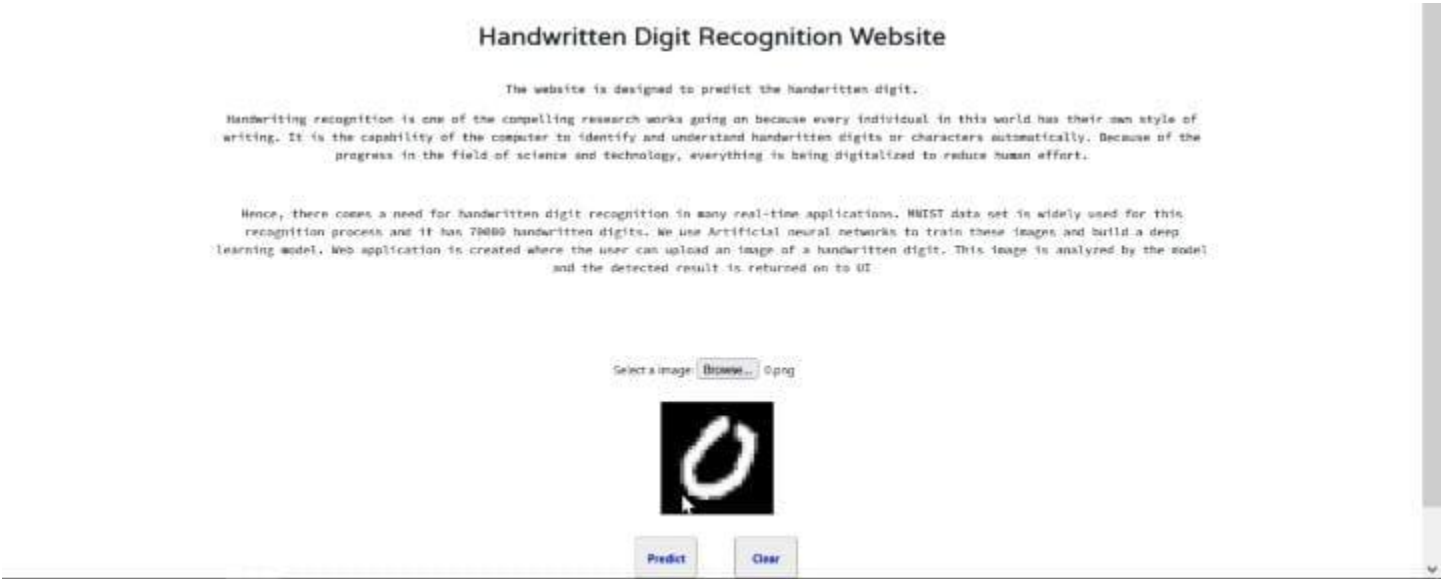 Handwritten Digit Recognition Website
The website is designed to predict the handwritten digit.
Handwriting recognition is one of the compelling research works going on because every individual in this world has their own style of
writing. It is the capability of the computer to identify and understand handwritten digits or characters automatically. Because of the
progress in the field of science and technology, everything is being digitalized to reduce human effort.
Hence, there comes a need for handwritten digit recognition in many real-time applications. MNIST data set is widely used for this
recognition process and it has 70000 handwritten digits. We use Artificial neural networks to train these images and build a deep
learning model. Web application is created where the user can upload an image of a handwritten digit. This image is analyzed by the model
and the detected result is returned on to UI
Select a image: Browse... 0.png
0
Predict Clear